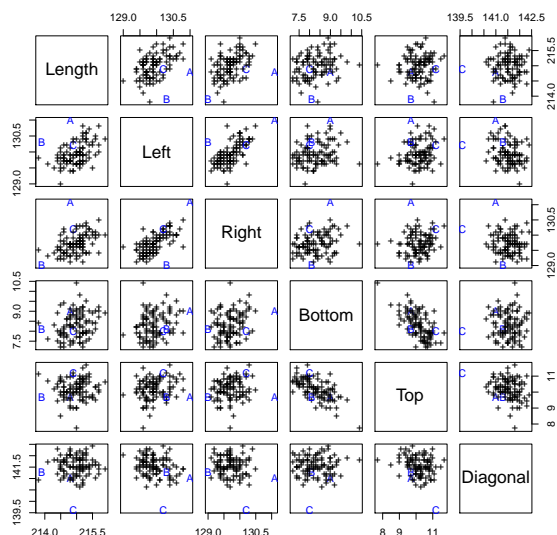 129.0 130.5 7.5 9.0 10.5 139.5 141.0 142.5
Length C A B C A B C A B C A B C A B 214.0 215.5
129.0 130.5 A B C Left A C B A B C A B C A B C
A C B A C B Right A C B A C B A C B 129.0 130.5
7.5 9.0 10.5 A B C A B C A B C Bottom A B C A B C
C A B C B A C B A C B A Top C A B 8 9 11
139.5 141.5 B A C B A C B A C B A C B A C Diagonal
214.0 215.5 129.0 130.5 8 9 11